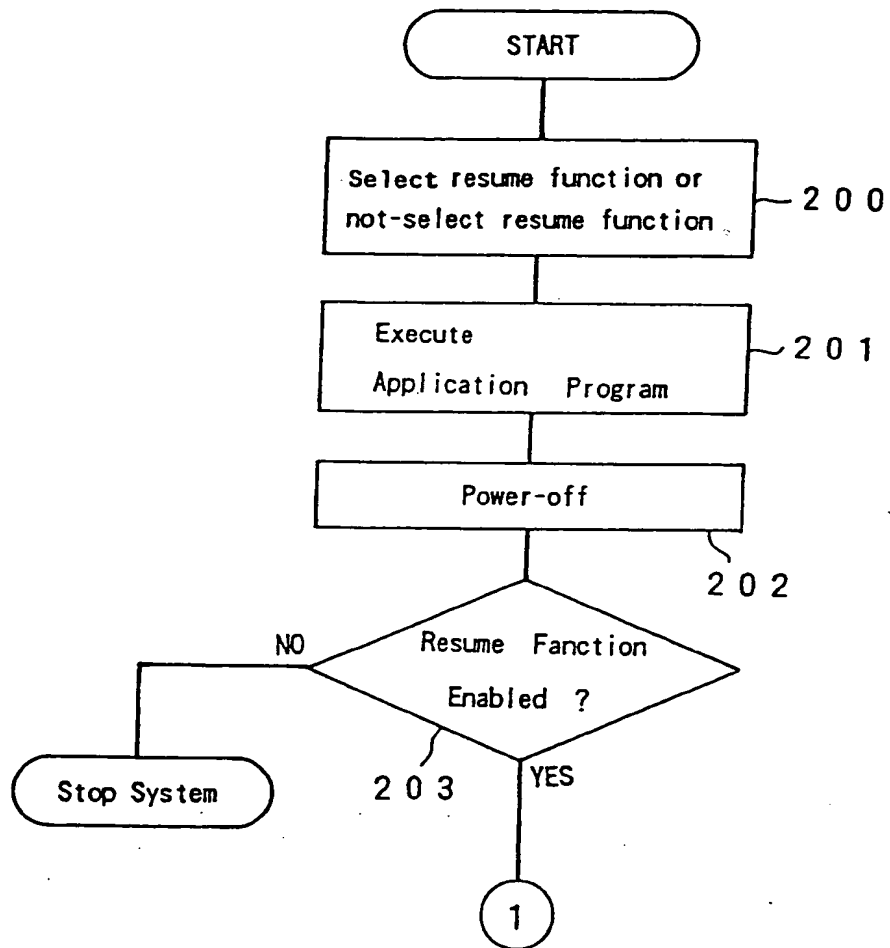 START
Select resume function or
not-select resume function
200
Execute
201
Application Program
Power-off
202
NO
Resume Fanction
Enabled ?
203
YES
Stop System
1